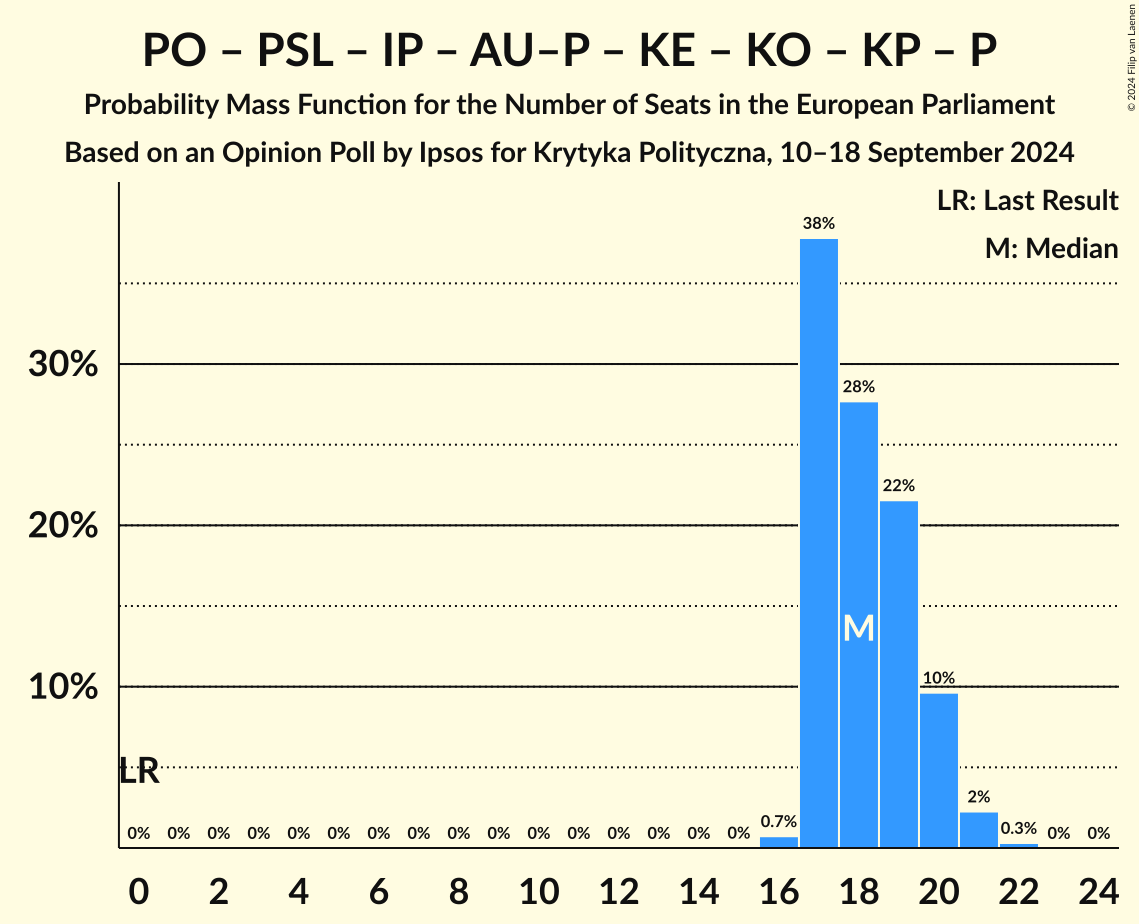 PO – PSL – IP – AU–P – KE – KO – KP – P
Probability Mass Function for the Number of Seats in the European Parliament
Based on an Opinion Poll by Ipsos for Krytyka Polityczna, 10–18 September 2024
© 2024 Filip van Laenen
LR: Last Result
M: Median
38%
30%
28%
22%
20%
M
10%
10%
LR
2%
0% 0% 0% 0% 0% 0% 0% 0% 0% 0% 0% 0% 0% 0% 0% 0% 0.7% 0.3% 0% 0%
0 2 4 6 8 10 12 14 16 18 20 22 24